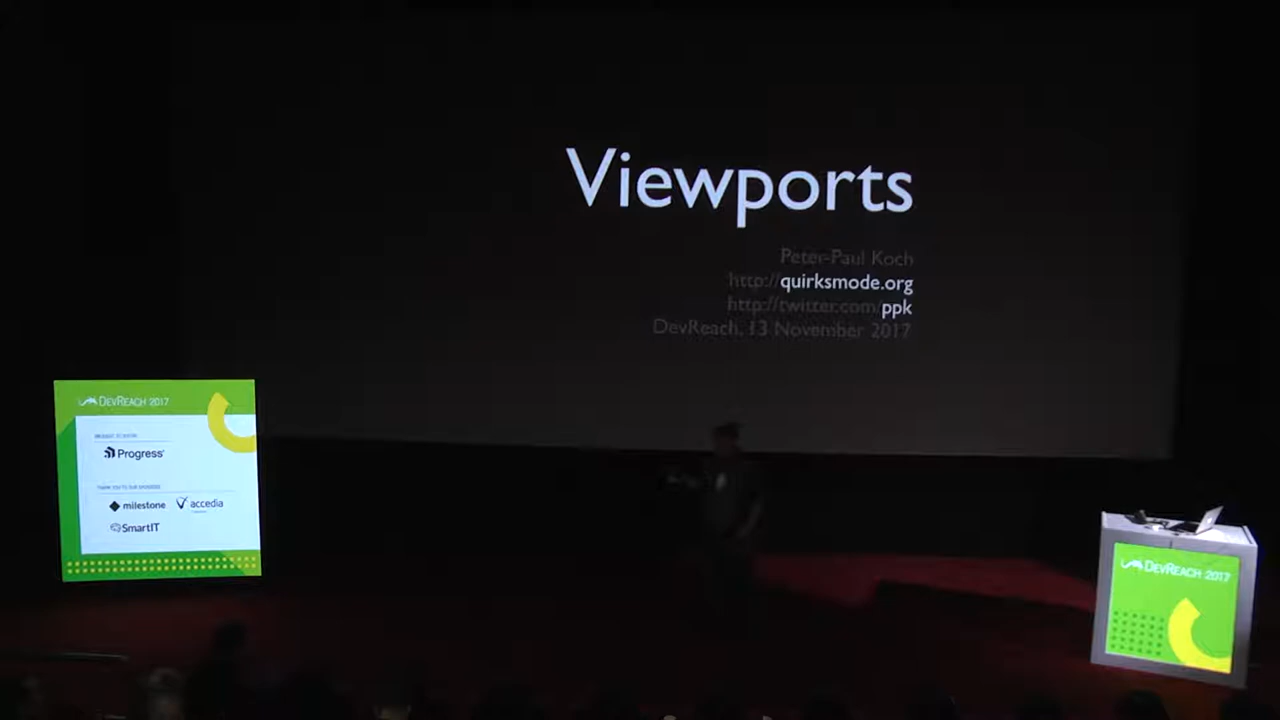 Viewports
Peter-Paul Koch
http://quirksmode.org
http://twitter.com/ppk
DevReach, 13 November 2017
DEVREACH 2017
Progress
milestone
accedia
SmartIT
DEVREACH 2017